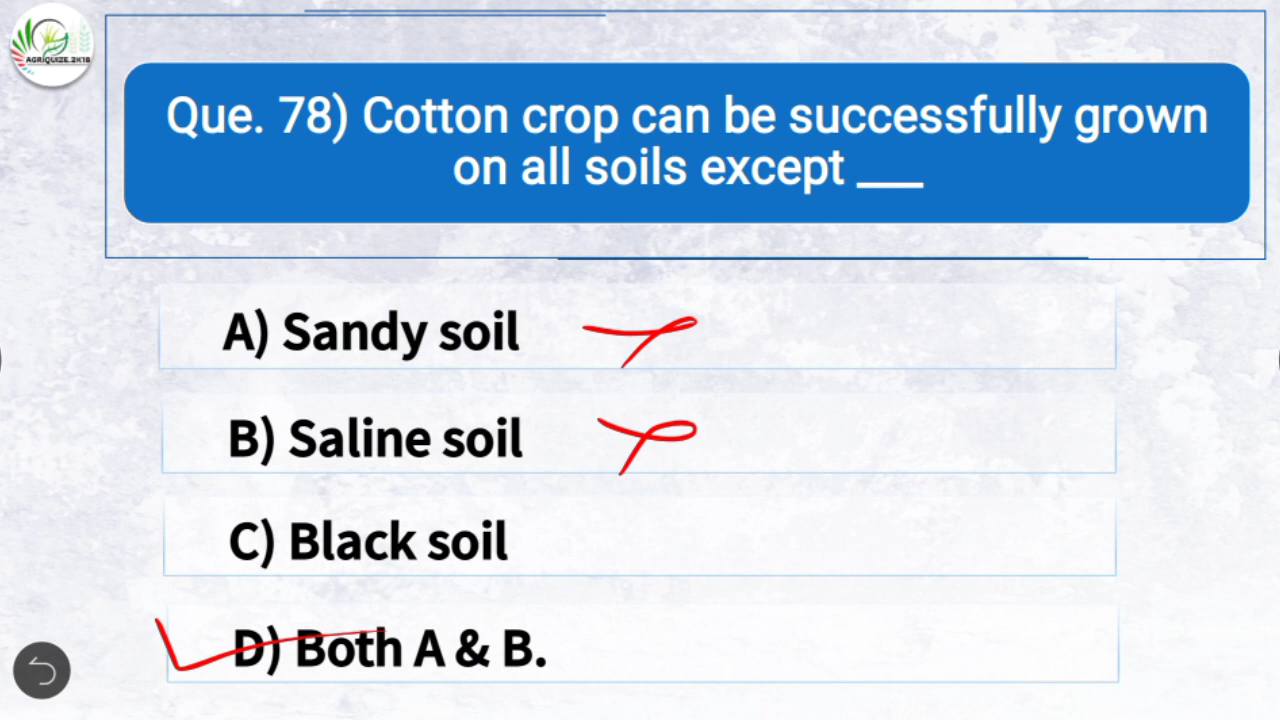 AGRIQUIZE.2K18
Que. 78) Cotton crop can be successfully grown
on all soils except ___
A) Sandy soil
B) Saline soil
C) Black soil
D) Both A & B.